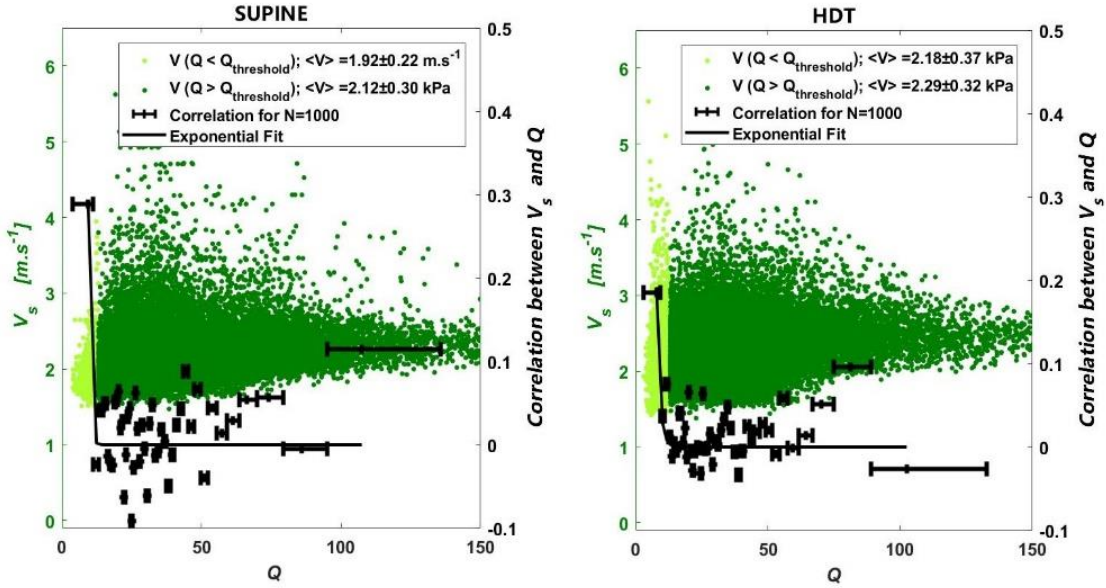 SUPINE
V (Q < Qthreshold); <V> =1.92±0.22 m.s-1
V (Q > Qthreshold); <V> =2.12±0.30 kPa
Correlation for N=1000
Exponential Fit
6
5
4
3
2
1
0
Vs [m.s-1]
0.5
0.4
0.3
0.2
0.1
0
-0.1
Correlation between Vs and Q
0 50 100 150
Q
HDT
V (Q < Qthreshold); <V> =2.18±0.37 kPa
V (Q > Qthreshold); <V> =2.29±0.32 kPa
Correlation for N=1000
Exponential Fit
6
5
4
3
2
1
0
Vs [m.s-1]
0.5
0.4
0.3
0.2
0.1
0
-0.1
Correlation between Vs and Q
0 50 100 150
Q